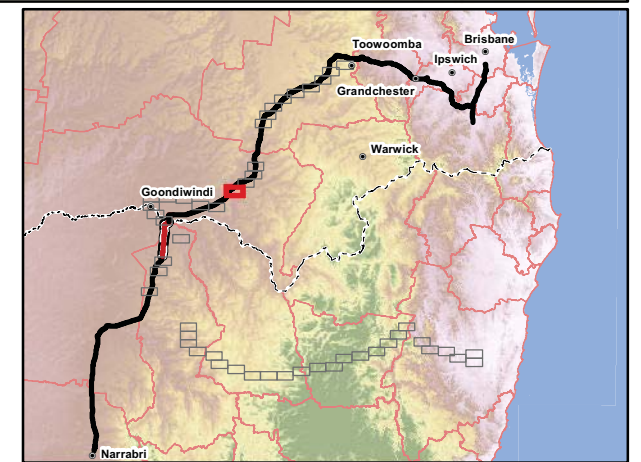 Brisbane
Toowoomba
Ipswich
Grandchester
Warwick
Goondiwindi
Narrabri